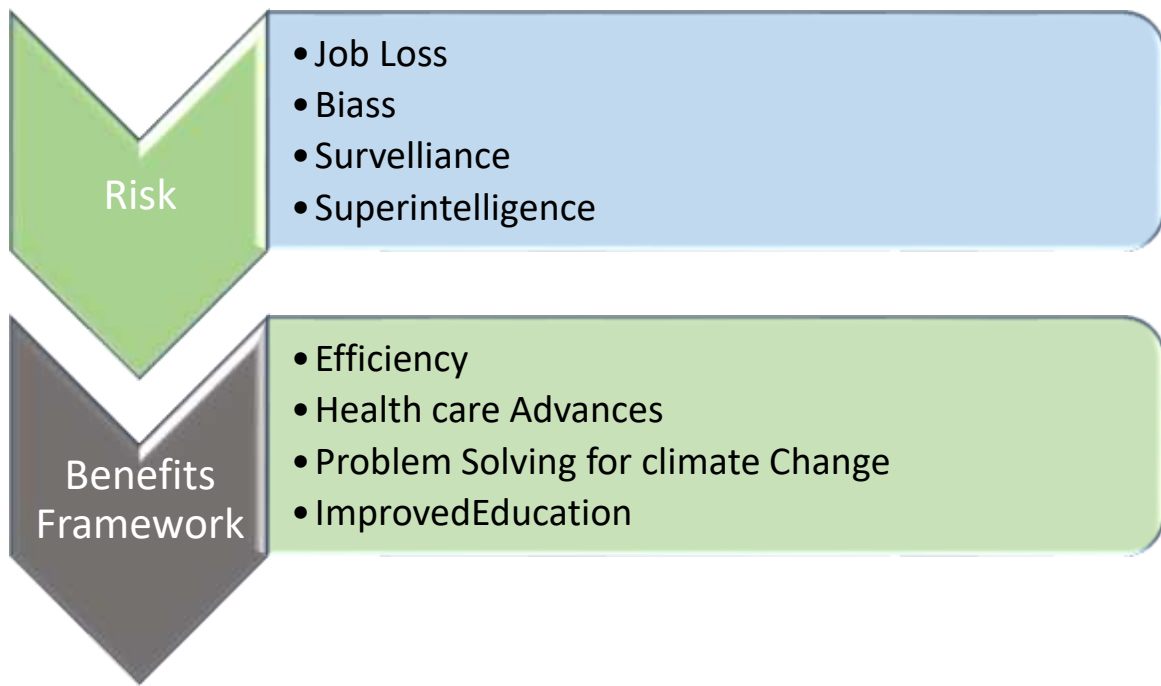 Risk
• Job Loss
• Biass
• Survelliance
• Superintelligence
Benefits
Framework
• Efficiency
• Health care Advances
• Problem Solving for climate Change
• ImprovedEducation